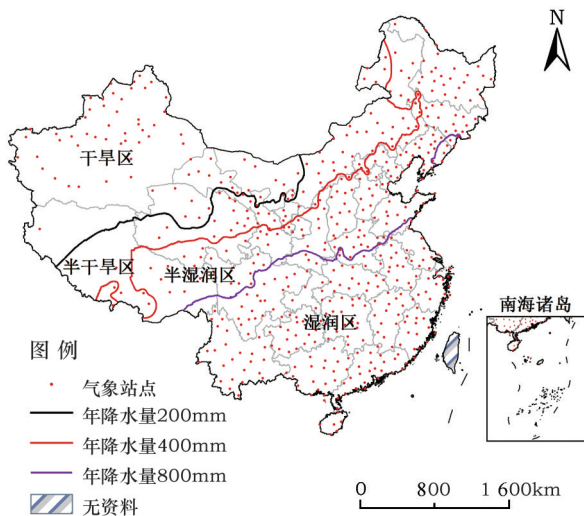 N
干旱区
半干旱区
半湿润区
湿润区
南海诸岛
图例
气象站点
年降水量200mm
年降水量400mm
年降水量800mm
无资料
0 800 1 600km